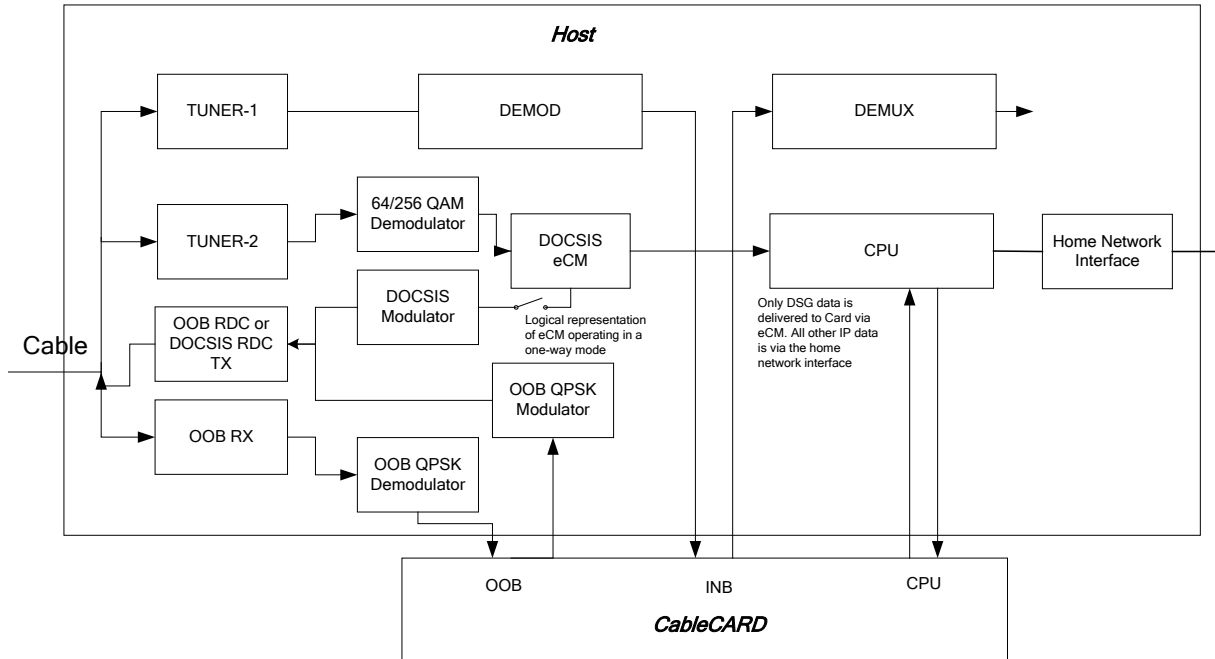 Host
TUNER-1
DEMOD
DEMUX
64/256 QAM
Demodulator
TUNER-2
DOCSIS
eCM
CPU
Home Network
Interface
DOCSIS
Modulator
Logical representation
of eCM operating in a
one-way mode
Only DSG data is
delivered to Card via
eCM. All other IP data
is via the home
network interface
OOB RDC or
DOCSIS RDC
TX
Cable
OOB QPSK
Modulator
OOB RX
OOB QPSK
Demodulator
OOB
INB
CPU
CableCARD